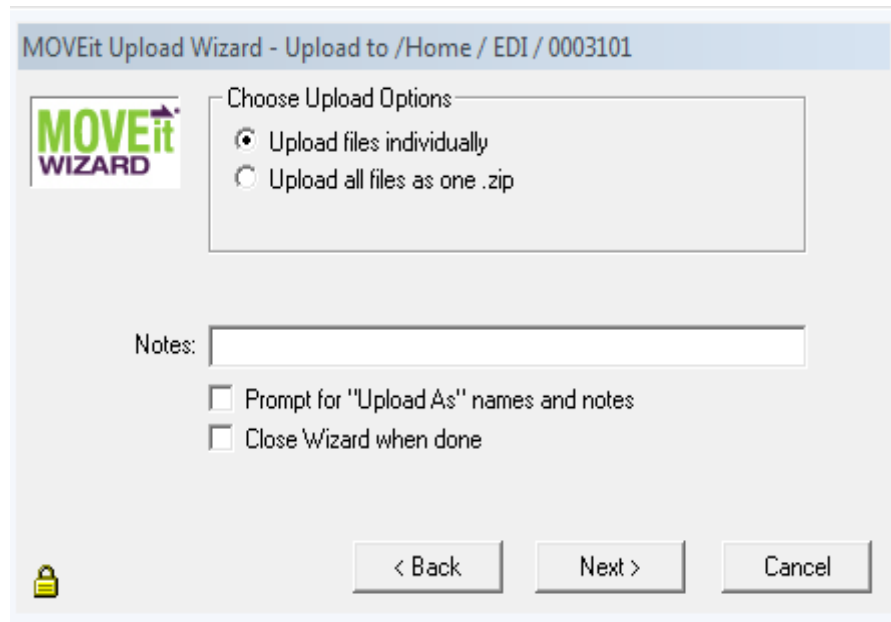 MOVEit Upload Wizard - Upload to /Home / EDI / 0003101
MOVEit
WIZARD
Choose Upload Options
Upload files individually
Upload all files as one .zip
Notes:
Prompt for "Upload As" names and notes
Close Wizard when done
< Back
Next >
Cancel